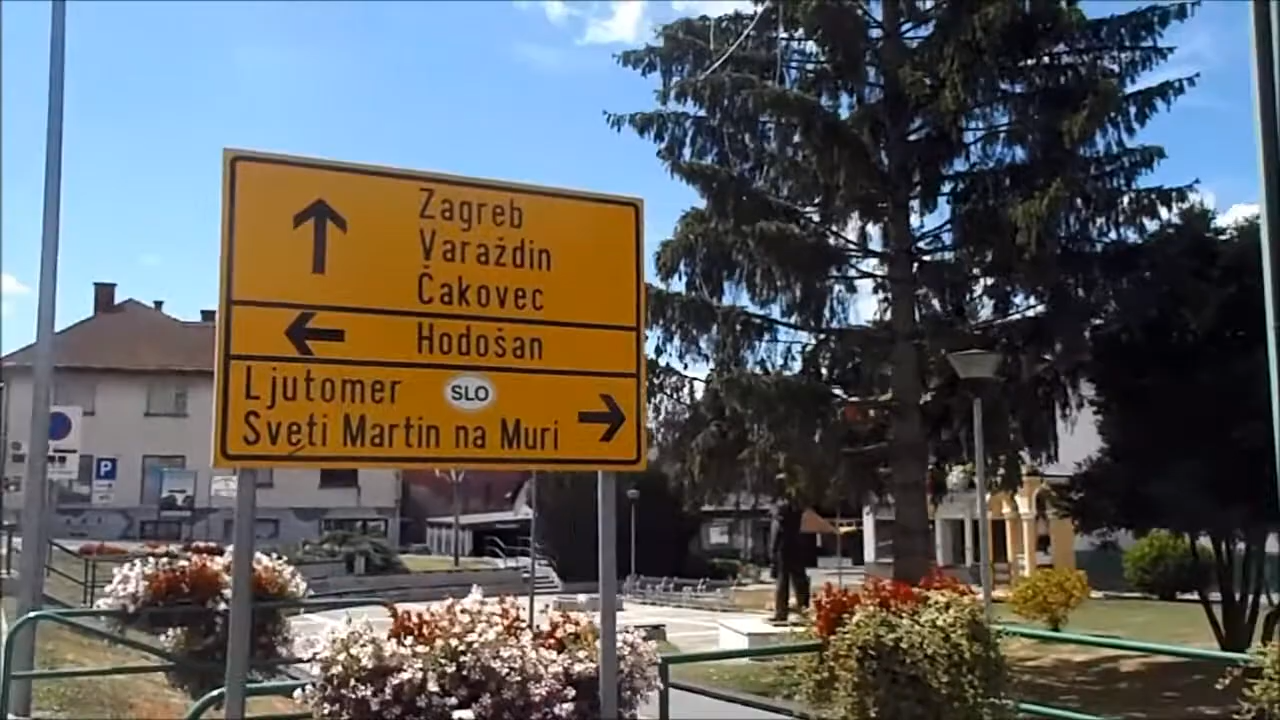 Zagreb
Varaždin
Čakovec
Hodošan
Ljutomer SLO
Sveti Martin na Muri
P